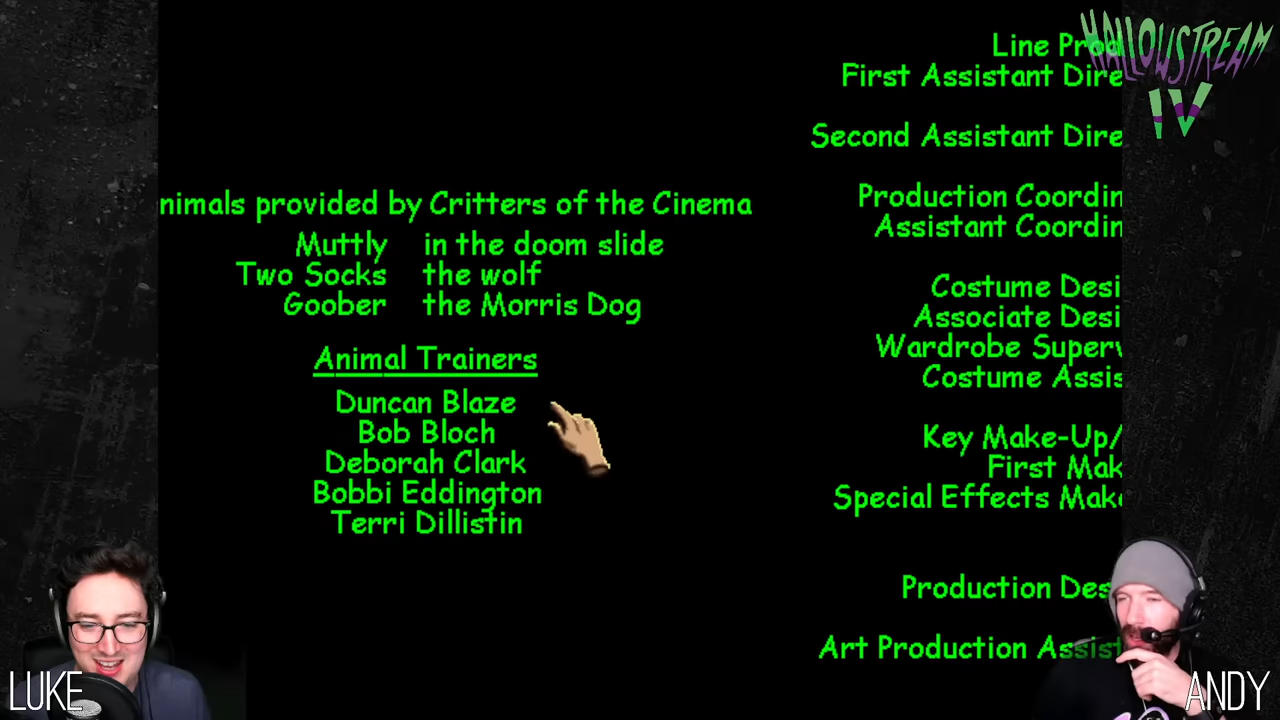 HALLOWSTREAM
IV
nimals provided by Critters of the Cinema
Muttly in the doom slide
Two Socks the wolf
Goober the Morris Dog
Animal Trainers
Duncan Blaze
Bob Bloch
Deborah Clark
Bobbi Eddington
Terri Dillistin
Line Prod
First Assistant Dire
Second Assistant Dire
Production Coordin
Assistant Coordin
Costume Desi
Associate Desi
Wardrobe Superv
Costume Assis
Key Make-Up/
First Mak
Special Effects Make
Production Des
Art Production Assist
LUKE
ANDY